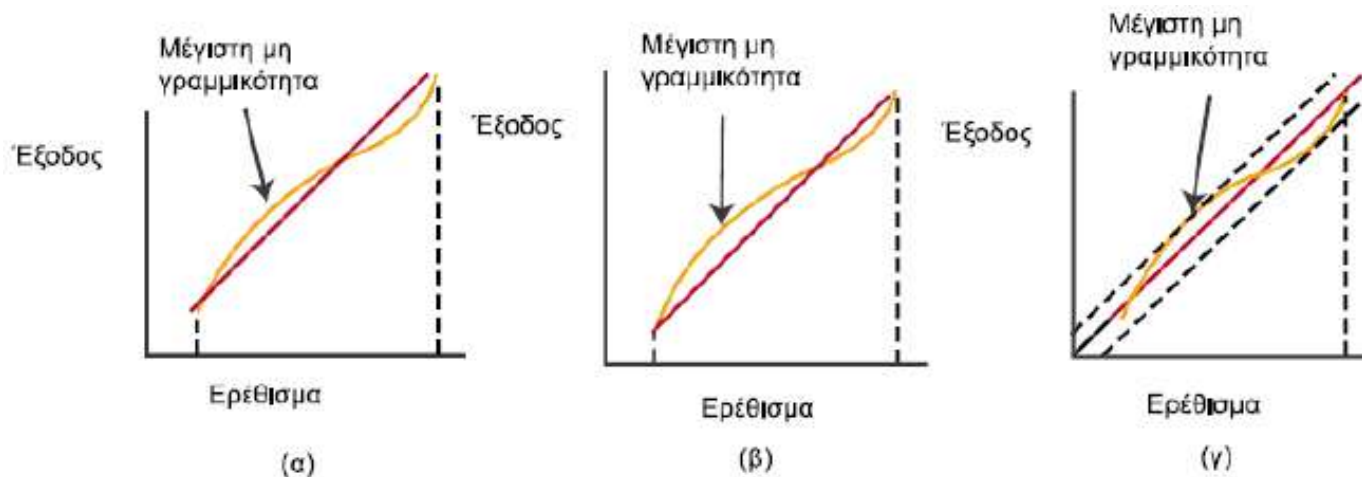 Μέγιστη μη
γραμμικότητα
Έξοδος
Ερέθισμα
(α)
Μέγιστη μη
γραμμικότητα
Έξοδος
Ερέθισμα
(β)
Μέγιστη μη
γραμμικότητα
Έξοδος
Ερέθισμα
(γ)